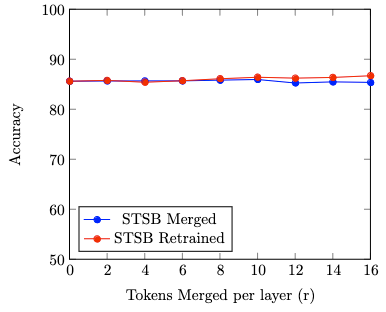 100
90
80
70
60
50
Accuracy
STSB Merged
STSB Retrained
0 2 4 6 8 10 12 14 16
Tokens Merged per layer (r)